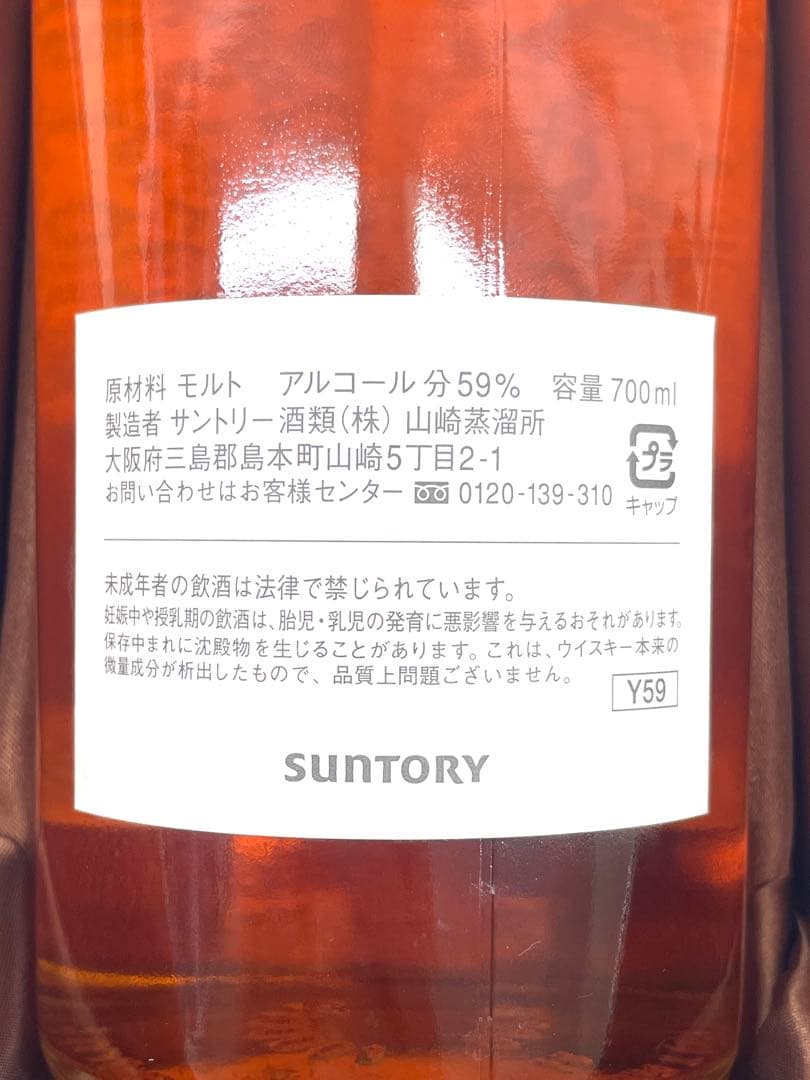 原材料 モルト アルコール分59% 容量700ml
製造者 サントリー酒類(株) 山崎蒸溜所
大阪府三島郡島本町山崎5丁目2-1
お問い合わせはお客様センター 0120-139-310
プラ
キャップ
未成年者の飲酒は法律で禁じられています。
妊娠中や授乳期の飲酒は、胎児・乳児の発育に悪影響を与えるおそれがあります。
保存中まれに沈殿物を生じることがあります。これは、ウイスキー本来の
微量成分が析出したもので、品質上問題ございません。
Y59
SUNTORY